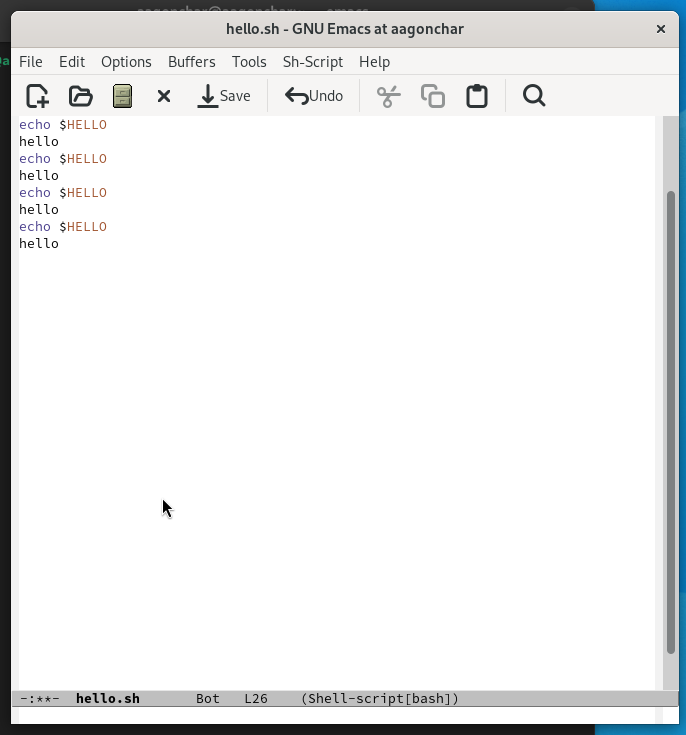 hello.sh - GNU Emacs at aagonchar
File Edit Options Buffers Tools Sh-Script Help
Save Undo
echo $HELLO
hello
echo $HELLO
hello
echo $HELLO
hello
echo $HELLO
hello
-:**- hello.sh Bot L26 (Shell-script[bash])